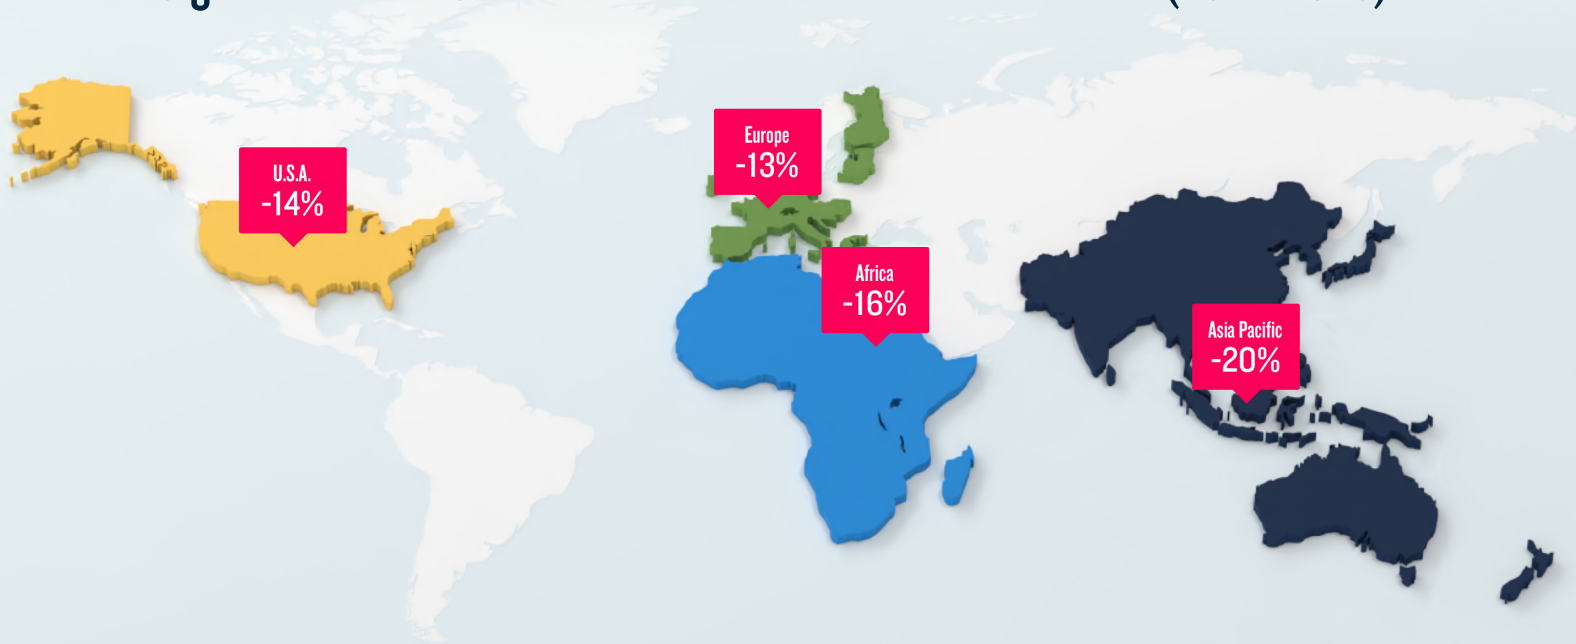 U.S.A.
-14%
Europe
-13%
Africa
-16%
Asia Pacific
-20%